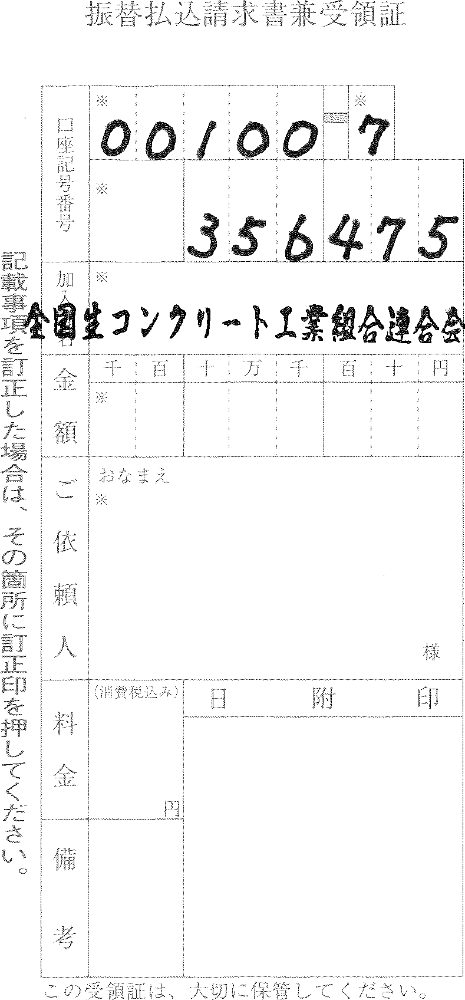 振替払込請求書兼受領証
口座記号番号
※ ※
00100-7
※
356475
加入者
※
全国生コンクリート工業組合連合会
金額
千 百 十 万 千 百 十 円
※
ご依頼人
おなまえ
※
様
料金
(消費税込み)
円
日附印
備考
記載事項を訂正した場合は、その箇所に訂正印を押してください。
この受領証は、大切に保管してください。